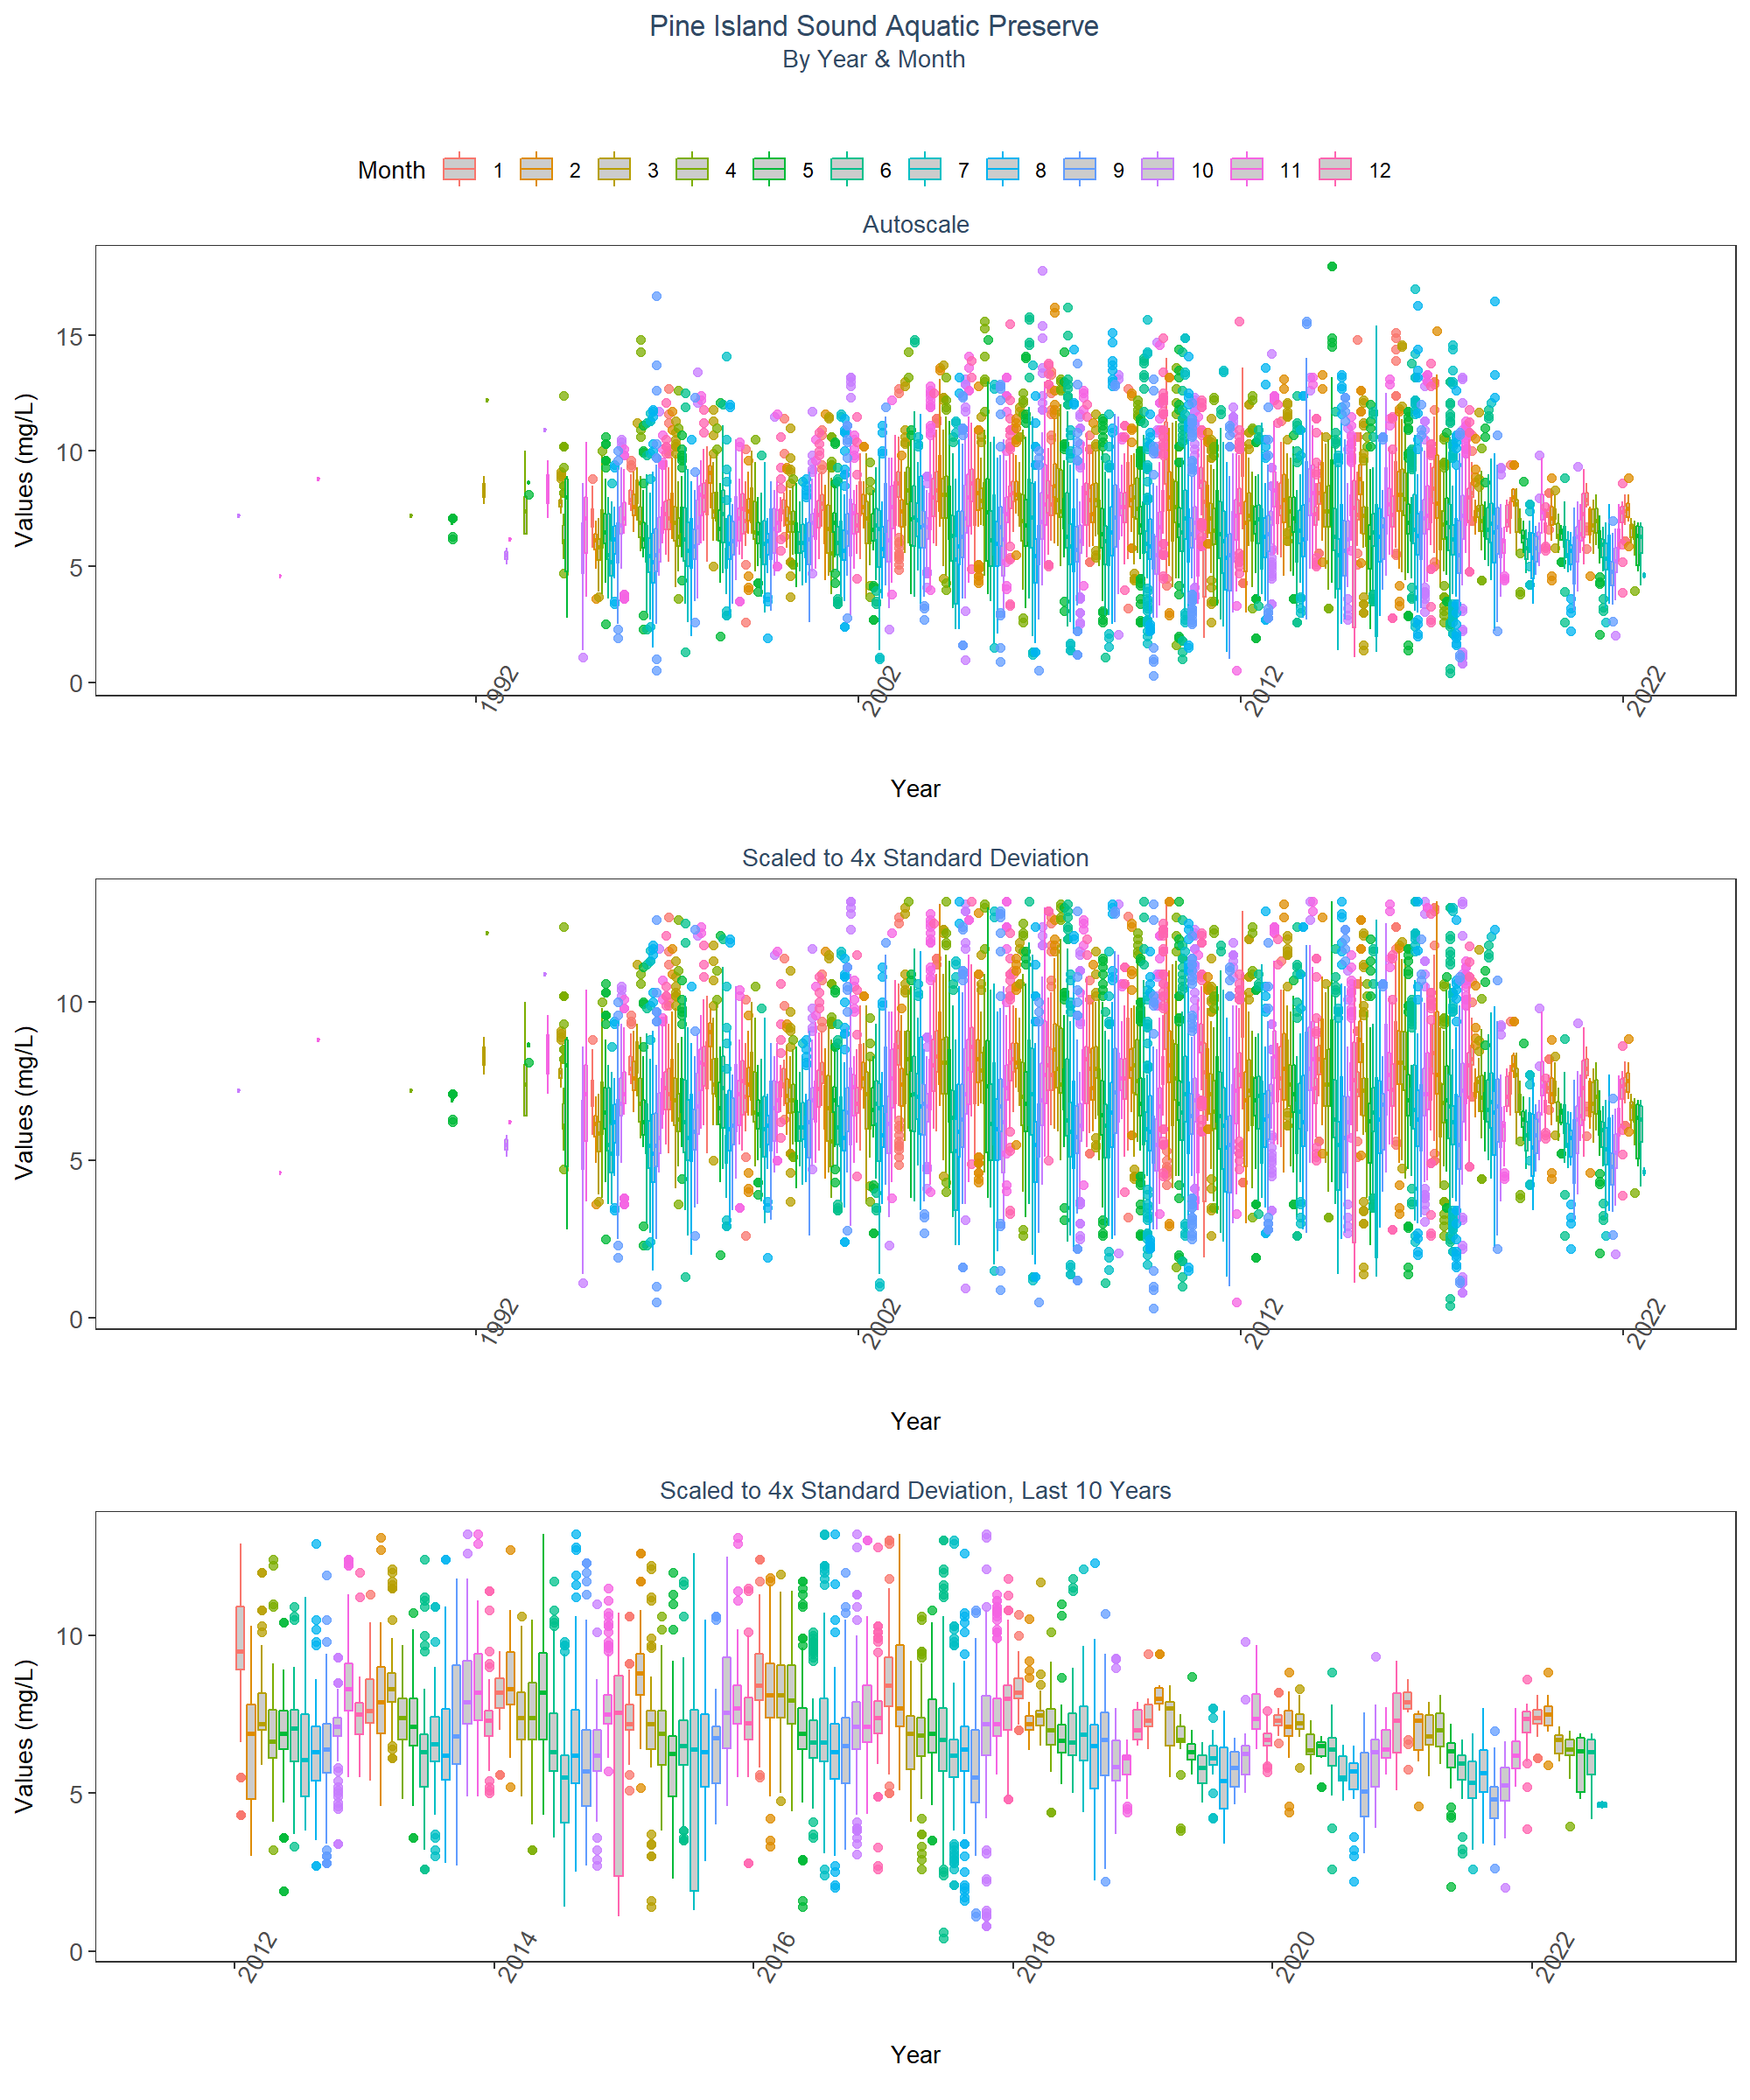 Pine Island Sound Aquatic Preserve
By Year & Month
Month 1 2 3 4 5 6 7 8 9 10 11 12
Autoscale
Values (mg/L)
15
10
5
0
1992 2002 2012 2022
Year
Scaled to 4x Standard Deviation
Values (mg/L)
10
5
0
1992 2002 2012 2022
Year
Scaled to 4x Standard Deviation, Last 10 Years
Values (mg/L)
10
5
0
2012 2014 2016 2018 2020 2022
Year